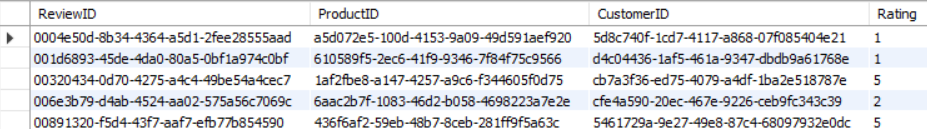 ReviewID ProductID CustomerID Rating
0004e50d-8b34-4364-a5d1-2fee28555aad a5d072e5-100d-4153-9a09-49d591aef920 5d8c740f-1cd7-4117-a868-07f085404e21 1
001d6893-45de-4da0-80a5-0bf1a974c0bf 610589f5-2ec6-41f9-9346-7f84f75c9566 d4c04436-1af5-461a-9347-dbdb9a61768e 1
00320434-0d70-4275-a4c4-49be54a4cec7 1af2fbe8-a147-4257-a9c6-f344605f0d75 cb7a3f36-ed75-4079-a4df-1ba2e518787e 5
006e3b79-d4ab-4524-aa02-575a56c7069c 6aac2b7f-1083-46d2-b058-4698223a7e2e cfe4a590-20ec-467e-9226-ceb9fc343c39 2
00891320-f5d4-43f7-aaf7-efb77b854590 436f6af2-59eb-48b7-8ceb-281ff9f5a63c 5461729a-9e27-49e8-87c4-68097932e0dc 5